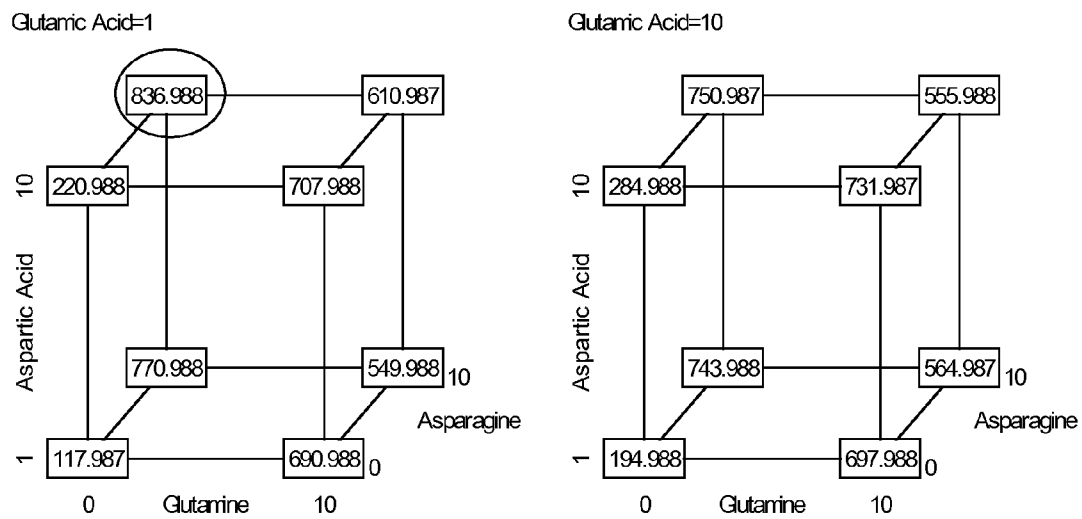 Glutamic Acid=1
Glutamic Acid=10
836.988 610.987
750.987 555.988
10 220.988 707.988
10 284.988 731.987
Aspartic Acid
Aspartic Acid
770.988 549.988 10
743.988 564.987 10
Asparagine
Asparagine
1 117.987 690.988 0
1 194.988 697.988 0
0 Glutamine 10
0 Glutamine 10